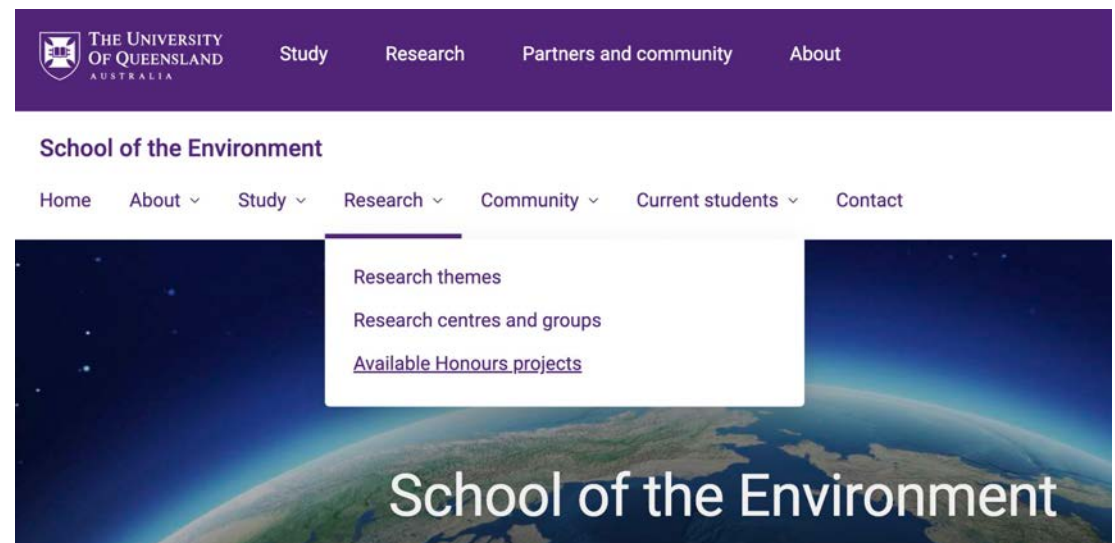 THE UNIVERSITY
OF QUEENSLAND
AUSTRALIA
Study Research Partners and community About
School of the Environment
Home About Study Research Community Current students Contact
Research themes
Research centres and groups
Available Honours projects
School of the Environment